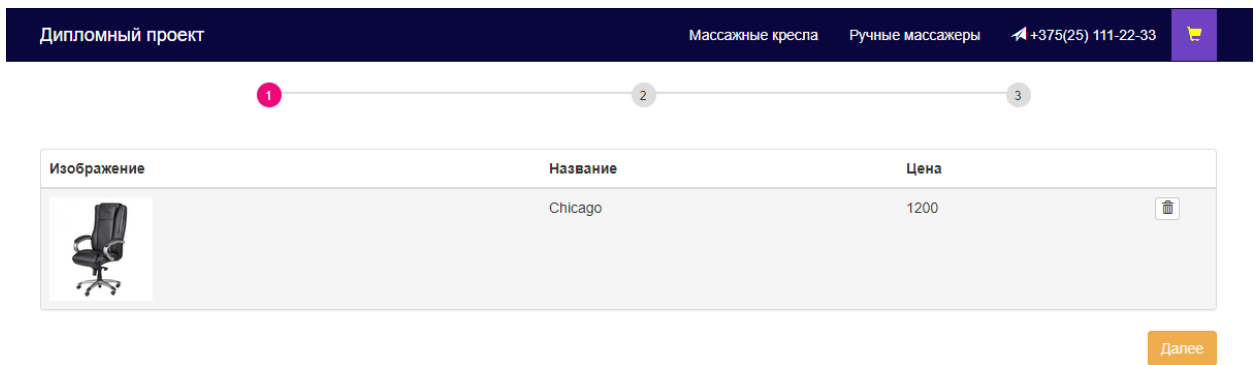 Дипломный проект Массажные кресла Ручные массажеры +375(25) 111-22-33
1 2 3
Изображение Название Цена
Chicago 1200
Далее